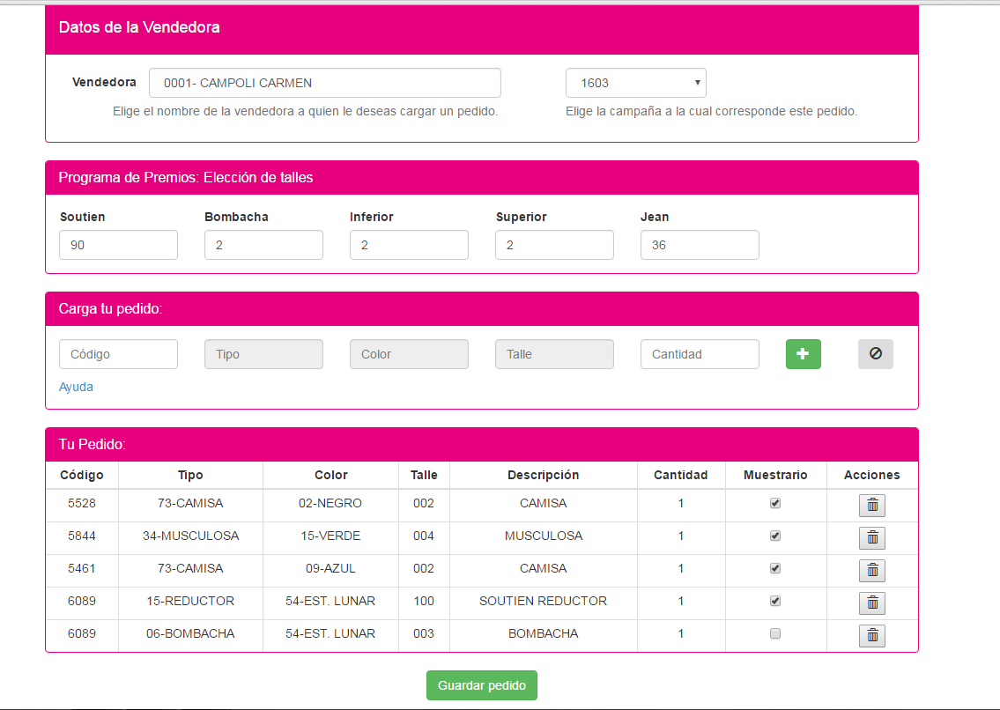 Datos de la Vendedora
Vendedora 0001- CAMPOLI CARMEN 1603
Elige el nombre de la vendedora a quien le deseas cargar un pedido. Elige la campaña a la cual corresponde este pedido.
Programa de Premios: Elección de talles
Soutien Bombacha Inferior Superior Jean
90 2 2 2 36
Carga tu pedido:
Código Tipo Color Talle Cantidad
Ayuda
Tu Pedido:
Código Tipo Color Talle Descripción Cantidad Muestrario Acciones
5528 73-CAMISA 02-NEGRO 002 CAMISA 1
5844 34-MUSCULOSA 15-VERDE 004 MUSCULOSA 1
5461 73-CAMISA 09-AZUL 002 CAMISA 1
6089 15-REDUCTOR 54-EST. LUNAR 100 SOUTIEN REDUCTOR 1
6089 06-BOMBACHA 54-EST. LUNAR 003 BOMBACHA 1
Guardar pedido